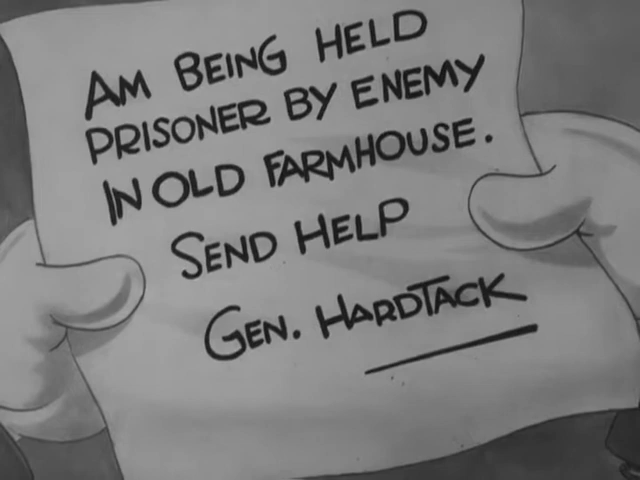 Am Being Held
Prisoner By Enemy
In Old Farmhouse.
Send Help
Gen. Hardtack